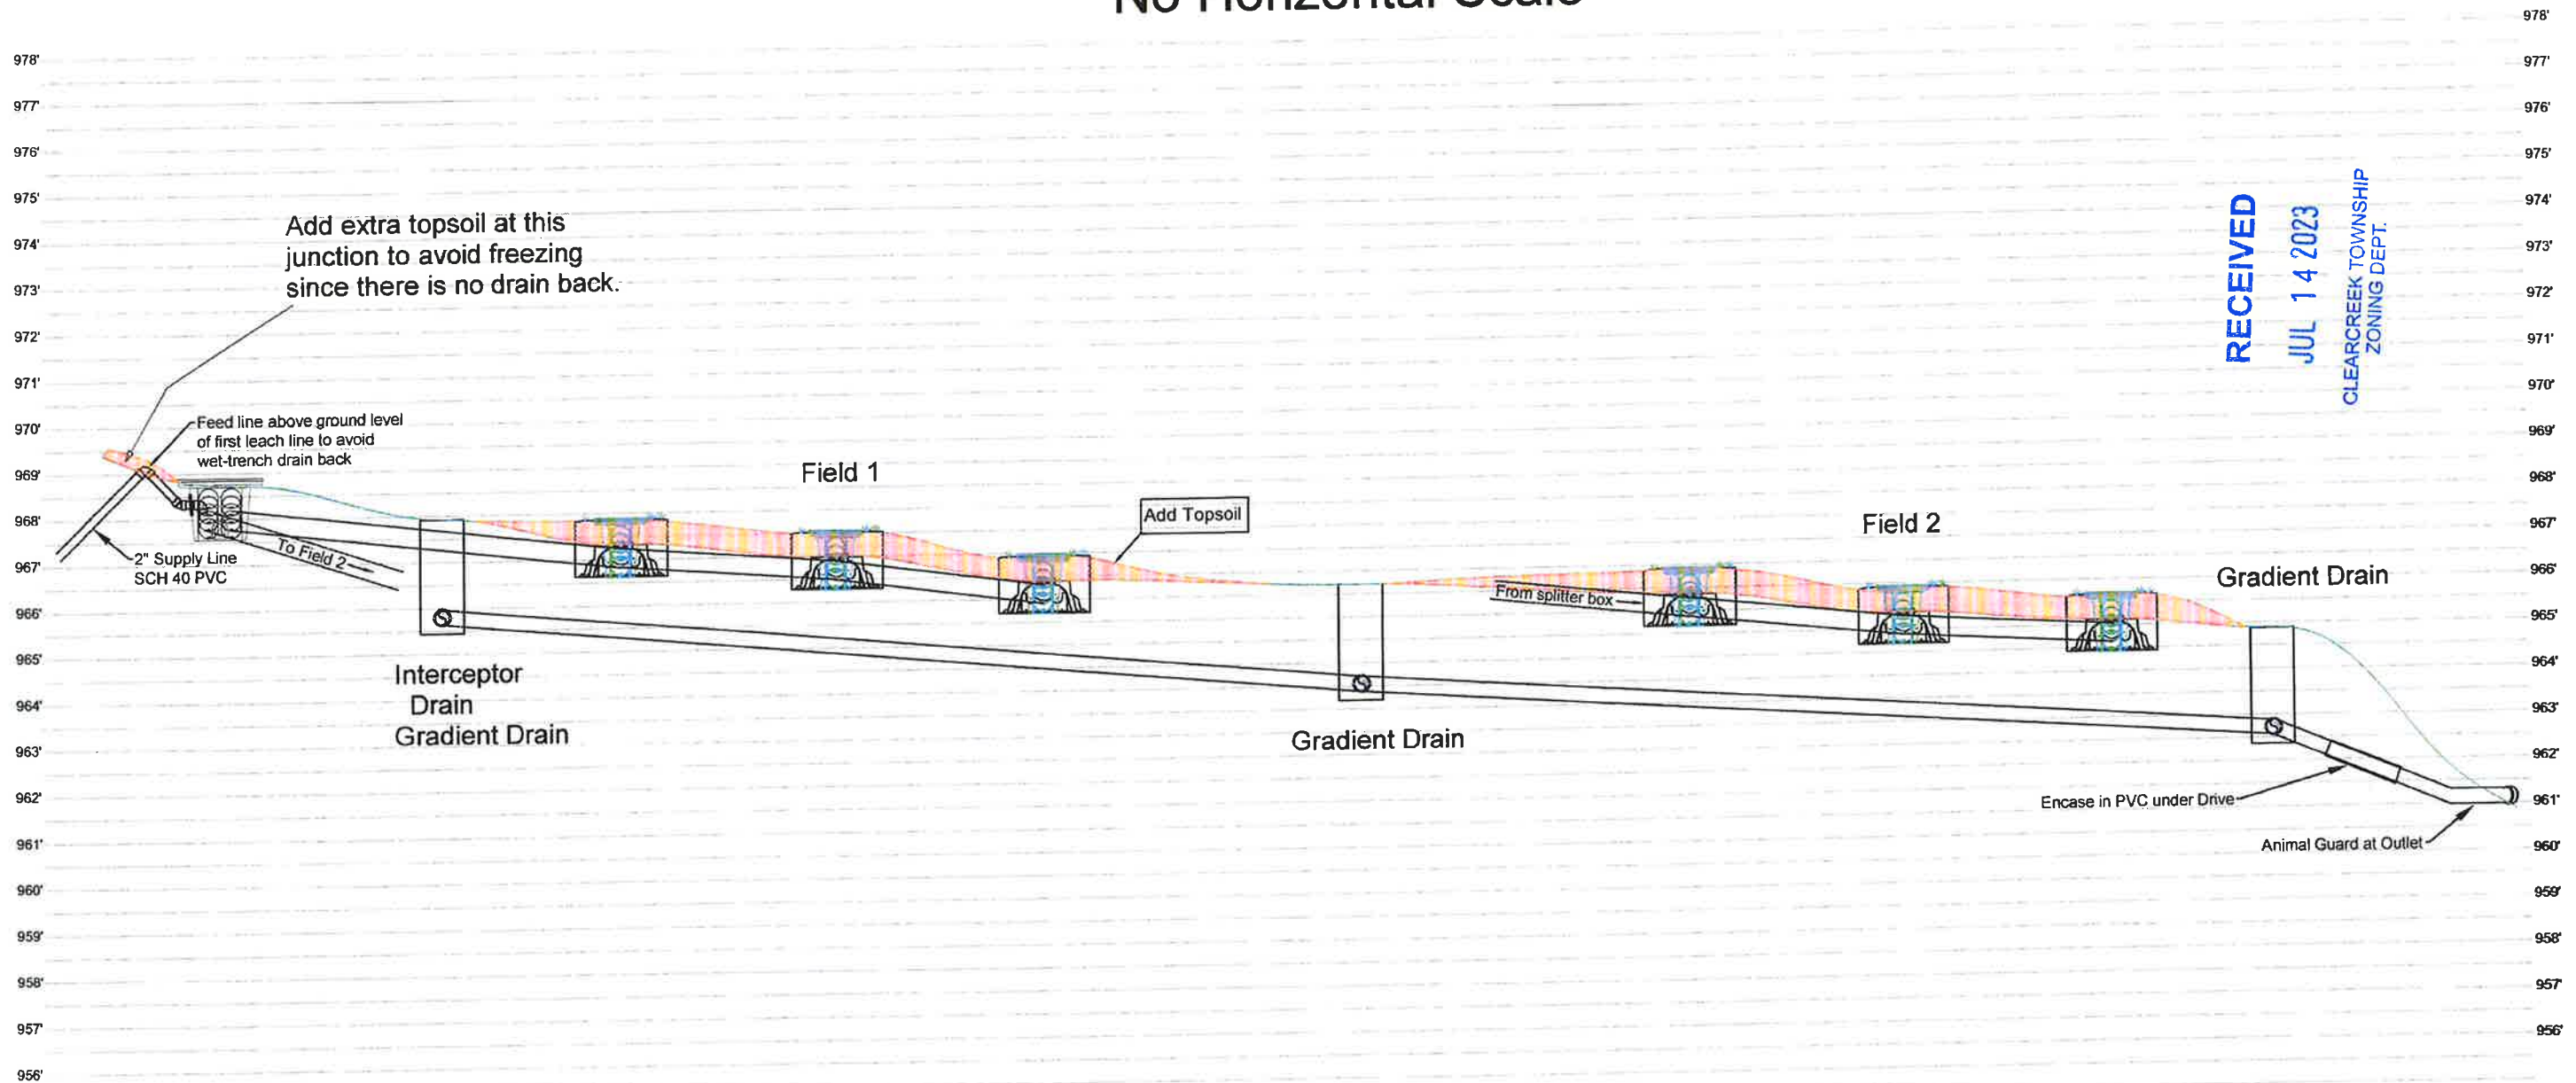 No Horizontal Scale
978'
977'
976'
975'
974'
973'
972'
971'
970'
969'
968'
967'
966'
965'
964'
963'
962'
961'
960'
959'
958'
957'
956'
Add extra topsoil at this
junction to avoid freezing
since there is no drain back.
Feed line above ground level
of first leach line to avoid
wet-trench drain back
2" Supply Line
SCH 40 PVC
To Field 2
Interceptor
Drain
Gradient Drain
Field 1
Add Topsoil
Gradient Drain
From splitter box
Field 2
Gradient Drain
Encase in PVC under Drive
Animal Guard at Outlet
RECEIVED
JUL 14 2023
CLEARCREEK TOWNSHIP
ZONING DEPT.
978'
977'
976'
975'
974'
973'
972'
971'
970'
969'
968'
967'
966'
965'
964'
963'
962'
961'
960'
959'
958'
957'
956'